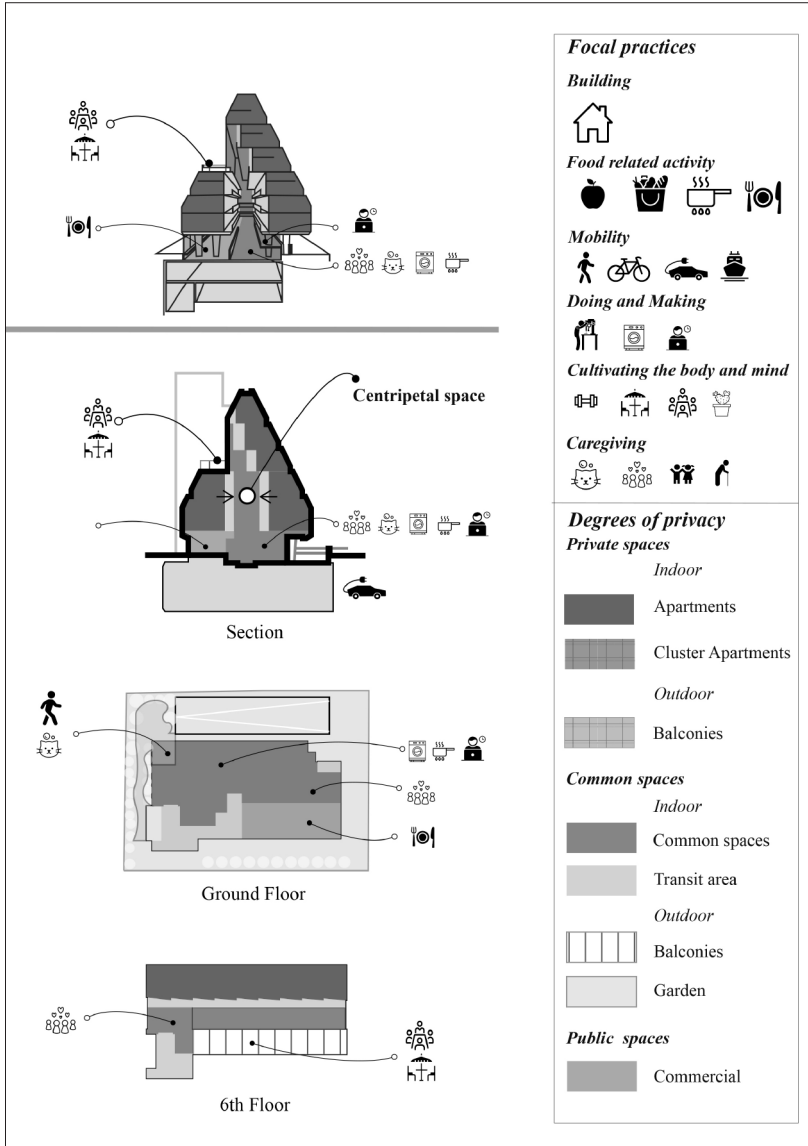 Centripetal space
Section
Ground Floor
6th Floor
Focal practices
Building
Food related activity
Mobility
Doing and Making
Cultivating the body and mind
Caregiving
Degrees of privacy
Private spaces
Indoor
Apartments
Cluster Apartments
Outdoor
Balconies
Common spaces
Indoor
Common spaces
Transit area
Outdoor
Balconies
Garden
Public spaces
Commercial